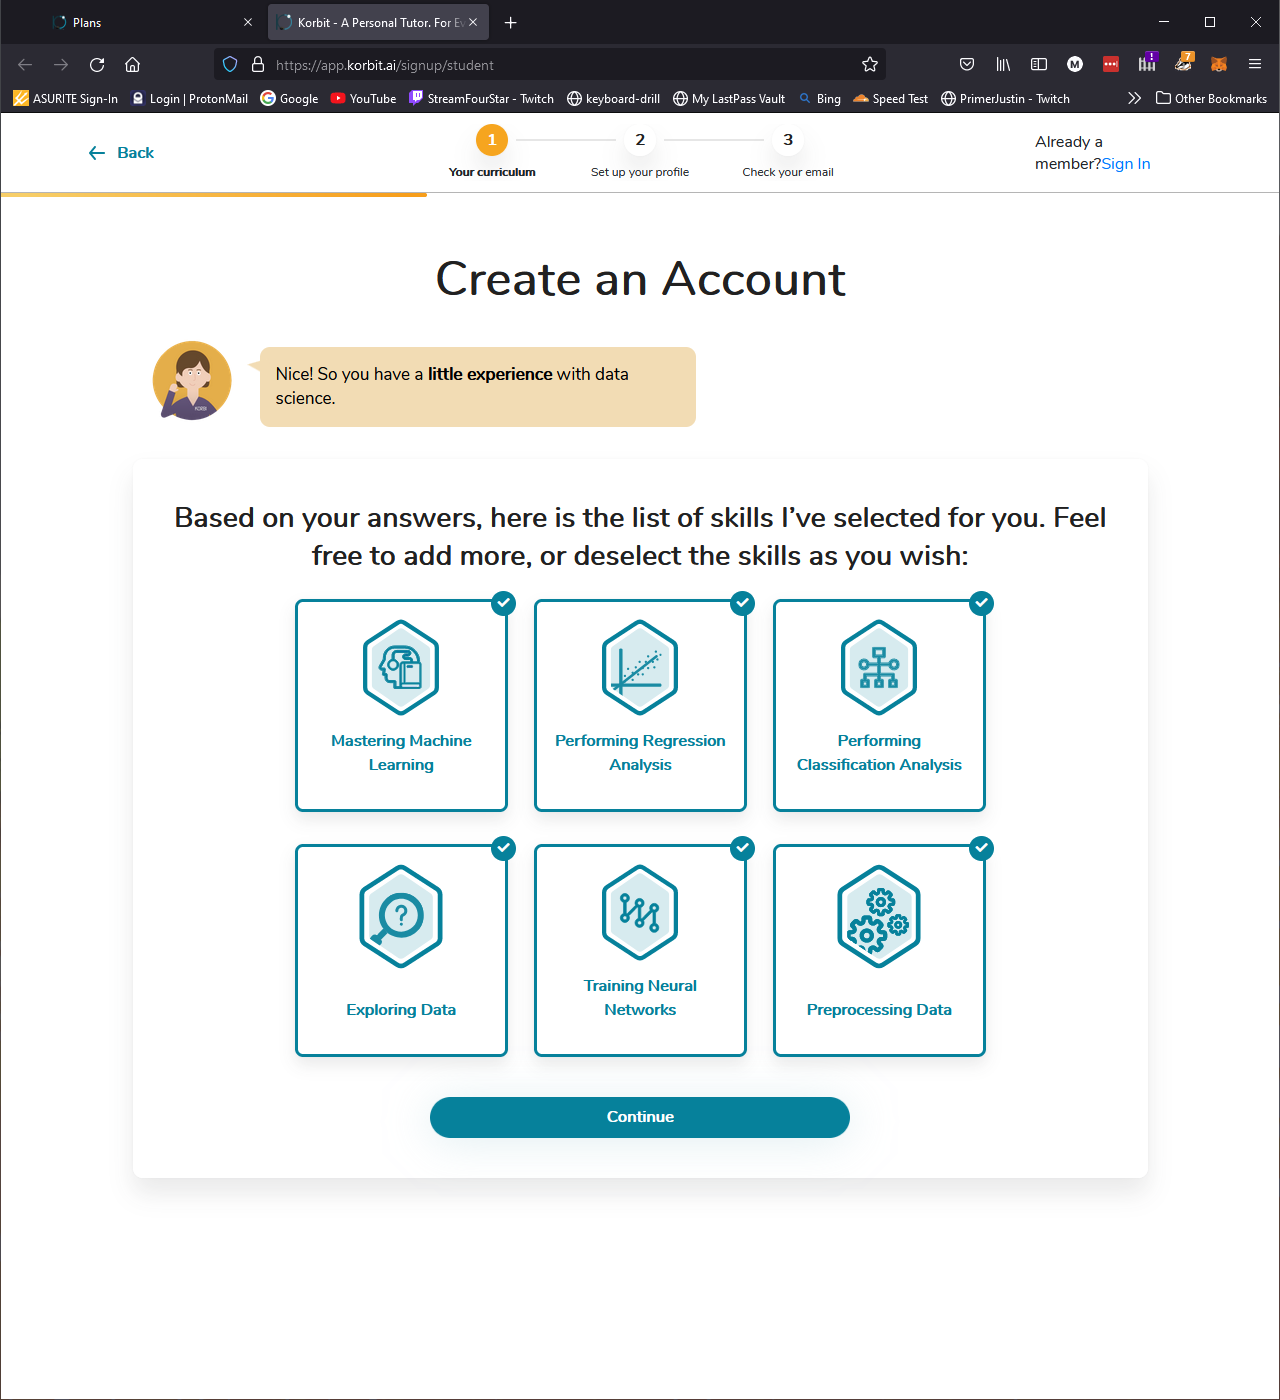 Plans
Korbit - A Personal Tutor. For Ev
https://app.korbit.ai/signup/student
M
1
7
ASURITE Sign-In
Login | ProtonMail
Google
YouTube
StreamFourStar - Twitch
keyboard-drill
My LastPass Vault
Bing
Speed Test
PrimerJustin - Twitch
Other Bookmarks
Back
1
2
3
Your curriculum
Set up your profile
Check your email
Already a
member?Sign In
Create an Account
Nice! So you have a little experience with data
science.
Based on your answers, here is the list of skills I’ve selected for you. Feel
free to add more, or deselect the skills as you wish:
Mastering Machine
Learning
Performing Regression
Analysis
Performing
Classification Analysis
?
Exploring Data
Training Neural
Networks
Preprocessing Data
Continue